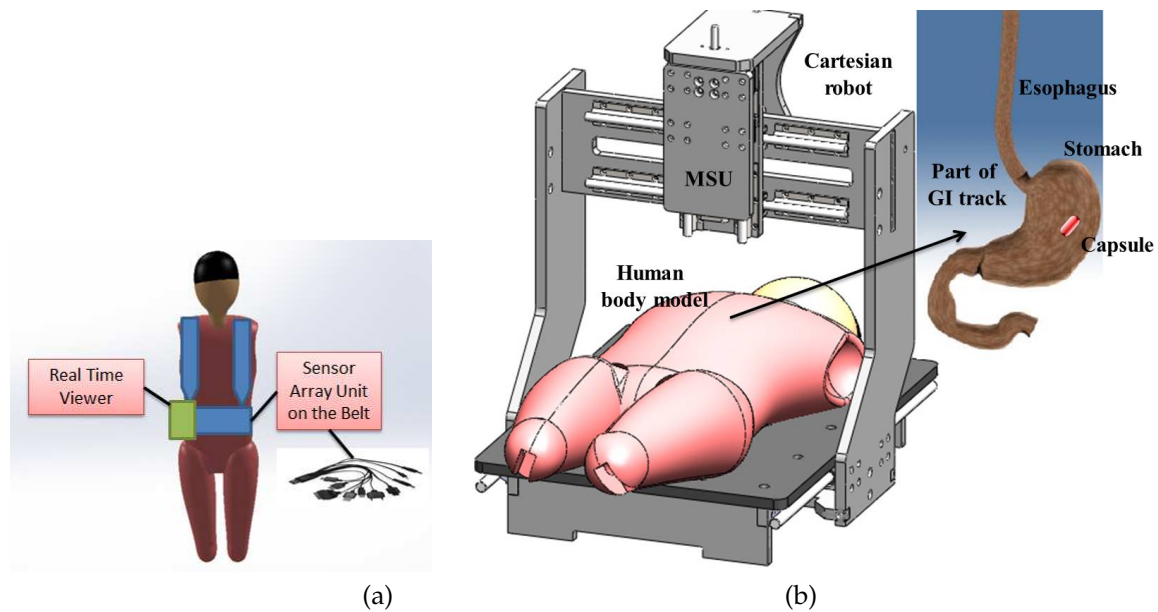 Real Time
Viewer
Sensor
Array Unit
on the Belt
(a)
Cartesian
robot
MSU
Human
body model
Esophagus
Stomach
Part of
GI track
Capsule
(b)